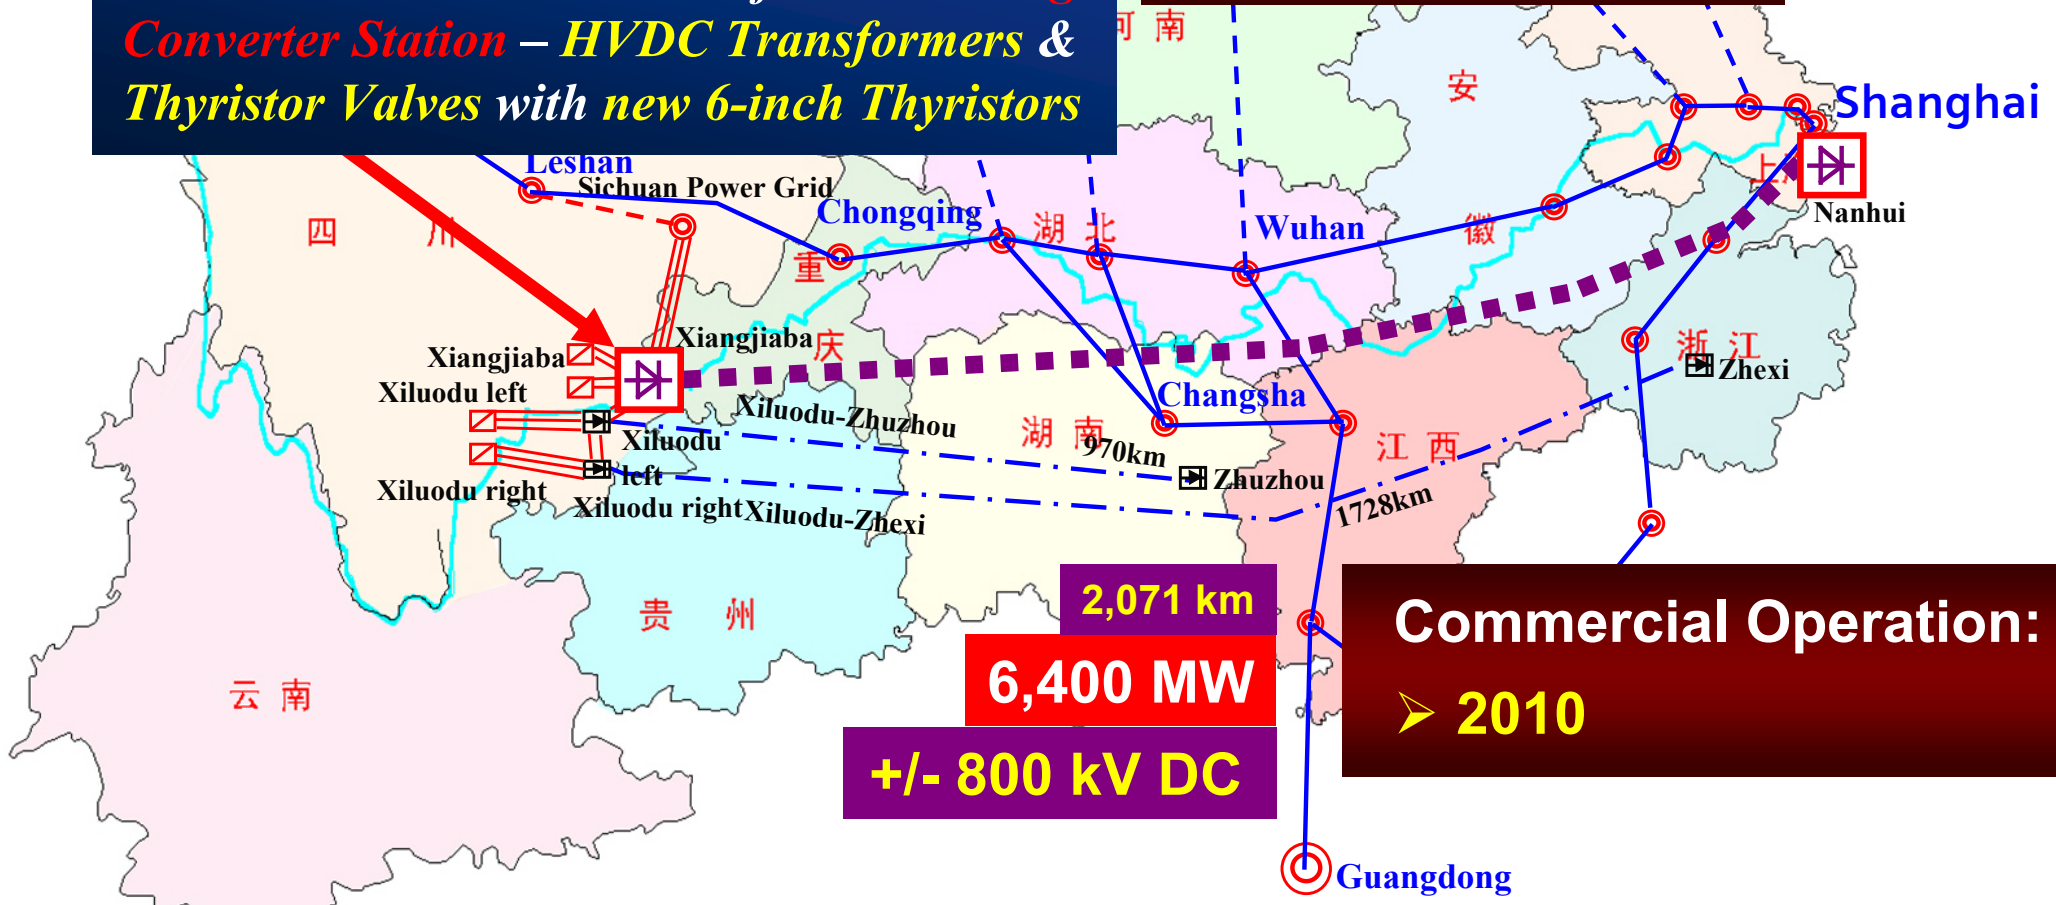 Converter Station – HVDC Transformers &
Thyristor Valves with new 6-inch Thyristors
河 南
安
Shanghai
Leshan
Sichuan Power Grid
上
Nanhui
四 川
Chongqing
湖 北
Wuhan
徽
重
Xiangjiaba
庆
Xiangjiaba
浙 江
Zhexi
Xiluodu left
Changsha
Xiluodu-Zhuzhou
湖 南
970km
江 西
Xiluodu
left
Zhuzhou
Xiluodu right
Xiluodu right
Xiluodu-Zhexi
1728km
贵 州
2,071 km
Commercial Operation:
6,400 MW
云 南
➢ 2010
+/- 800 kV DC
Guangdong